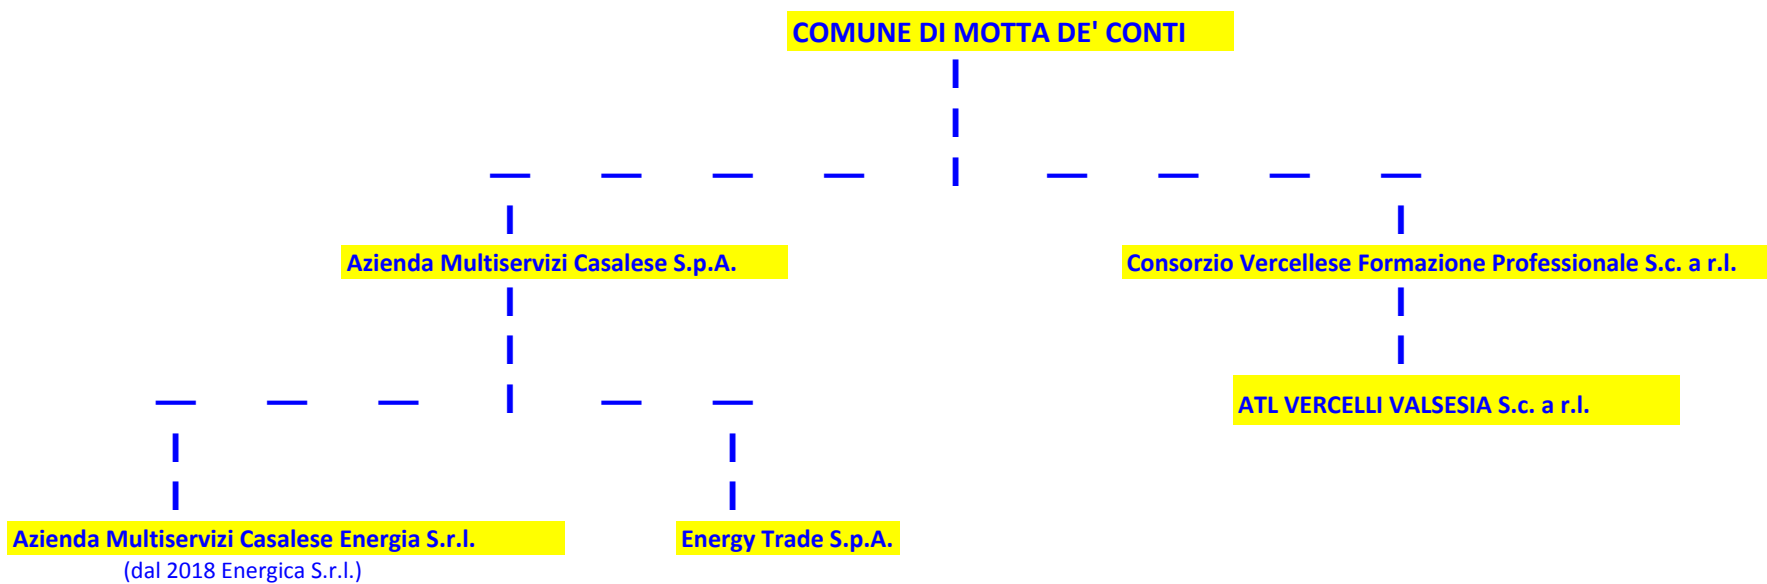 COMUNE DI MOTTA DE' CONTI
Azienda Multiservizi Casalese S.p.A.
Consorzio Vercellese Formazione Professionale S.c. a r.l.
ATL VERCELLI VALSESIA S.c. a r.l.
Azienda Multiservizi Casalese Energia S.r.l.
Energy Trade S.p.A.
(dal 2018 Energica S.r.l.)